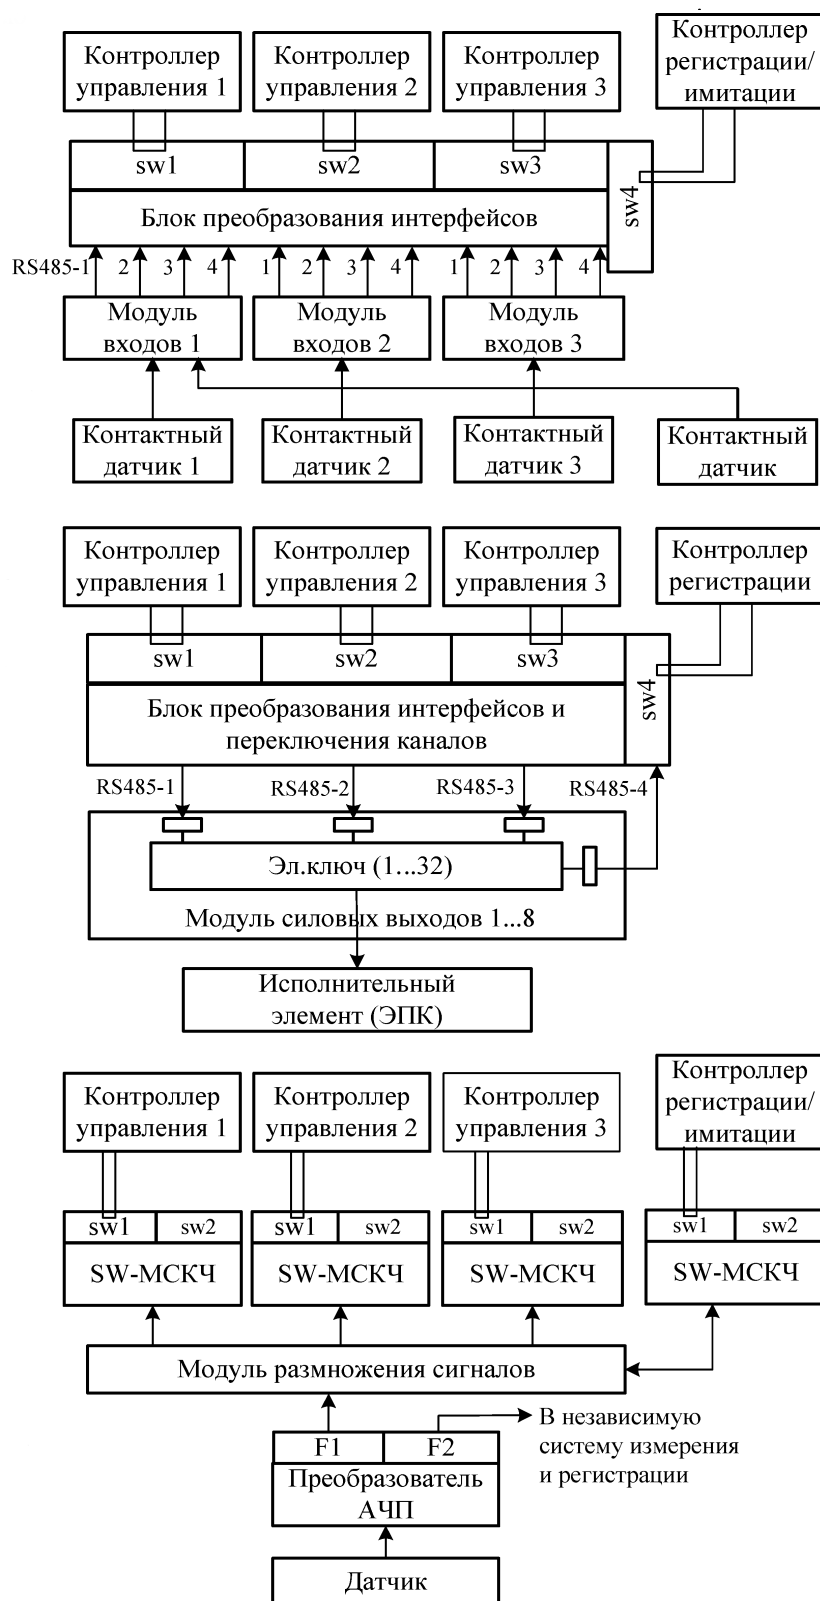 Контроллер
управления 1
Контроллер
управления 2
Контроллер
управления 3
Контроллер
регистрации/
имитации
sw1
sw2
sw3
sw4
Блок преобразования интерфейсов
RS485-1
2
3
4
1
2
3
4
1
2
3
4
Модуль
входов 1
Модуль
входов 2
Модуль
входов 3
Контактный
датчик 1
Контактный
датчик 2
Контактный
датчик 3
Контактный
датчик
Контроллер
управления 1
Контроллер
управления 2
Контроллер
управления 3
Контроллер
регистрации
sw1
sw2
sw3
sw4
Блок преобразования интерфейсов и
переключения каналов
RS485-1
RS485-2
RS485-3
RS485-4
Эл.ключ (1...32)
Модуль силовых выходов 1...8
Исполнительный
элемент (ЭПК)
Контроллер
управления 1
Контроллер
управления 2
Контроллер
управления 3
Контроллер
регистрации/
имитации
sw1
sw2
sw1
sw2
sw1
sw2
sw1
sw2
SW-МСКЧ
SW-МСКЧ
SW-МСКЧ
SW-МСКЧ
Модуль размножения сигналов
F1
F2
В независимую
систему измерения
и регистрации
Преобразователь
АЧП
Датчик